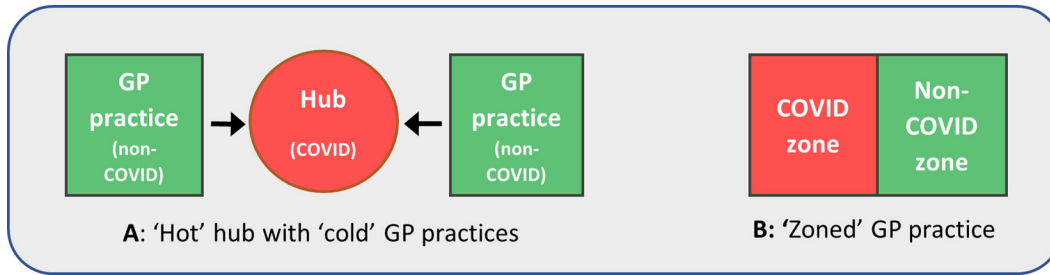 GP
practice
(non-
COVID)
Hub
(COVID)
GP
practice
(non-
COVID)
A: ‘Hot’ hub with ‘cold’ GP practices
COVID
zone
Non-
COVID
zone
B: ‘Zoned’ GP practice